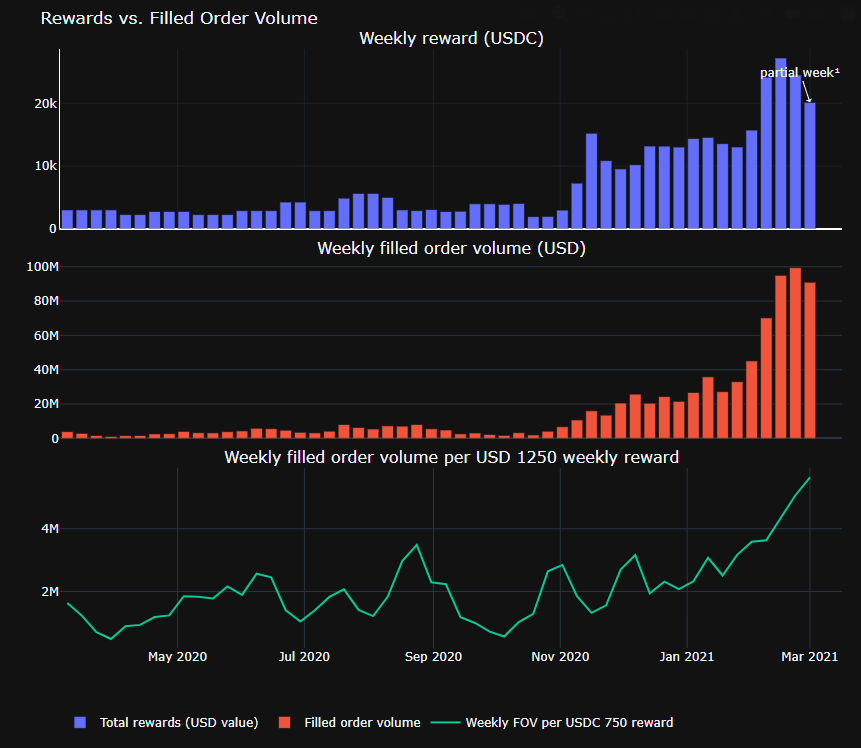 Rewards vs. Filled Order Volume
Weekly reward (USDC)
partial week¹
20k
10k
0
Weekly filled order volume (USD)
100M
80M
60M
40M
20M
0
Weekly filled order volume per USD 1250 weekly reward
4M
2M
May 2020 Jul 2020 Sep 2020 Nov 2020 Jan 2021 Mar 2021
Total rewards (USD value) Filled order volume Weekly FOV per USDC 750 reward